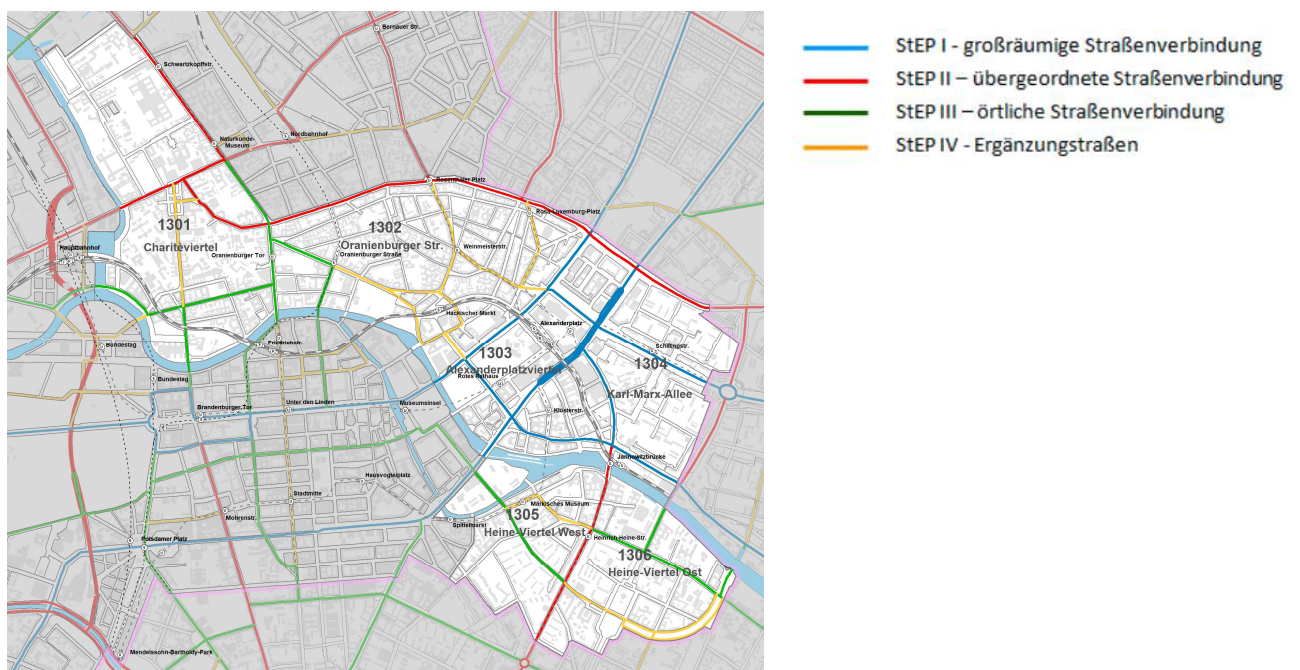 Bernauer Str.
Schwartzkopffstr.
Naturkunde-
Museum
Nordbahnhof
Rosenthaler Platz
Rosa-Luxemburg-Platz
1301
Chariteviertel
1302
Oranienburger Str.
Weinmeisterstr.
Hauptbahnhof
Oranienburger Tor
Oranienburger Straße
Hackischer Markt
Alexanderplatz
Bundestag
Friedrichstr.
1303
Alexanderplatzviertel
Rotes Rathaus
Schillingstr.
1304
Karl-Marx-Allee
Bundestag
Brandenburger Tor
Unter den Linden
Museumsinsel
Klosterstr.
Jannowitzbrücke
Hausvogteiplatz
Stadtmitte
Mohrenstr.
Märkisches Museum
1305
Spittelmarkt
Heine-Viertel West
Heinrich-Heine-Str.
Potsdamer Platz
1306
Heine-Viertel Ost
Mendelssohn-Bartholdy-Park
StEP I - großräumige Straßenverbindung
StEP II – übergeordnete Straßenverbindung
StEP III – örtliche Straßenverbindung
StEP IV - Ergänzungstraßen